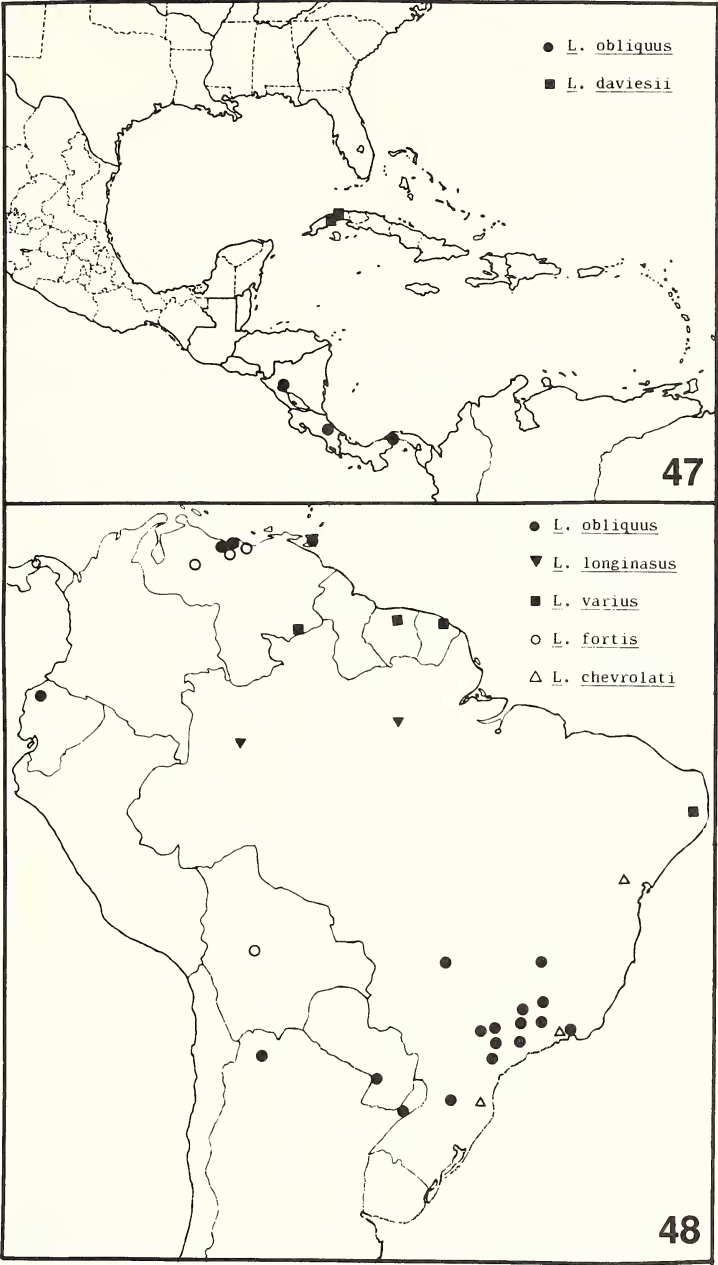 L. obliquus
L. daviesii
47
L. obliquus
L. longinasus
L. varius
L. fortis
L. chevrolati
48